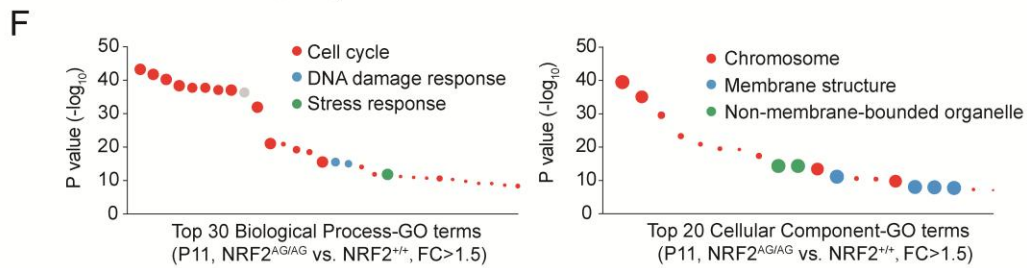 F
50
40
30
20
10
0
P value (-log₁₀)
Cell cycle
DNA damage response
Stress response
Top 30 Biological Process-GO terms
(P11, NRF2ᴬᴳ/ᴬᴳ vs. NRF2⁺/⁺, FC>1.5)
50
40
30
20
10
0
P value (-log₁₀)
Chromosome
Membrane structure
Non-membrane-bounded organelle
Top 20 Cellular Component-GO terms
(P11, NRF2ᴬᴳ/ᴬᴳ vs. NRF2⁺/⁺, FC>1.5)